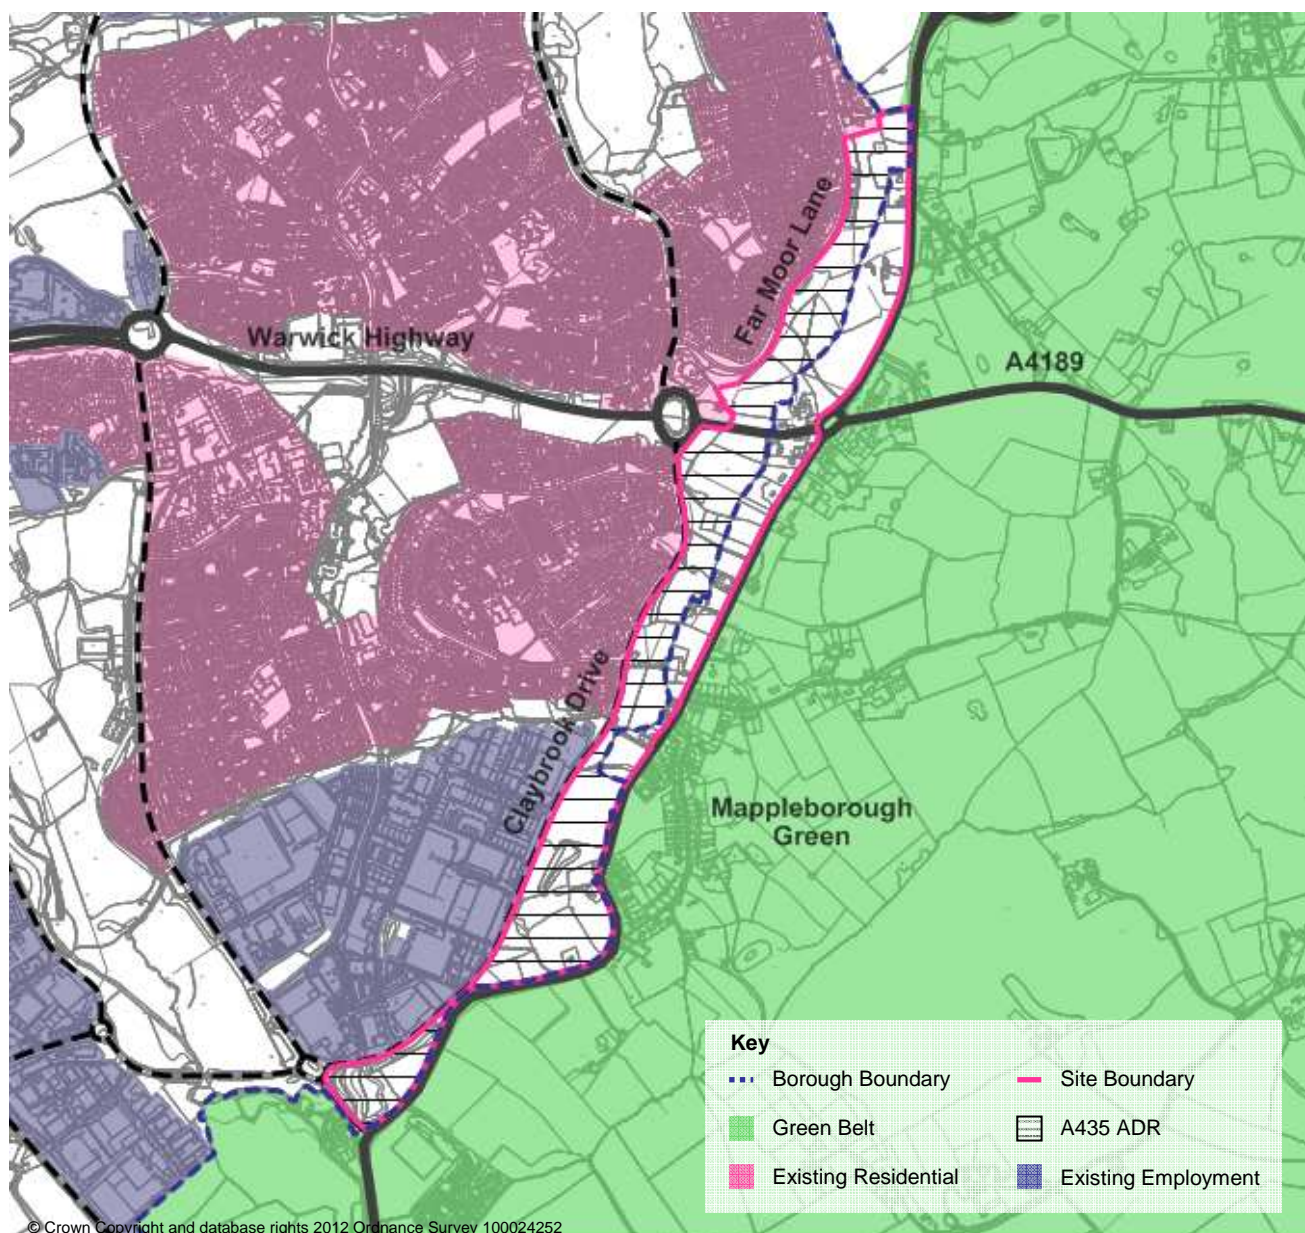 Far Moor Lane
Warwick Highway
A4189
Claybrook Drive
Mappleborough
Green
Key
Borough Boundary
Site Boundary
Green Belt
A435 ADR
Existing Residential
Existing Employment
© Crown Copyright and database rights 2012 Ordnance Survey 100024252